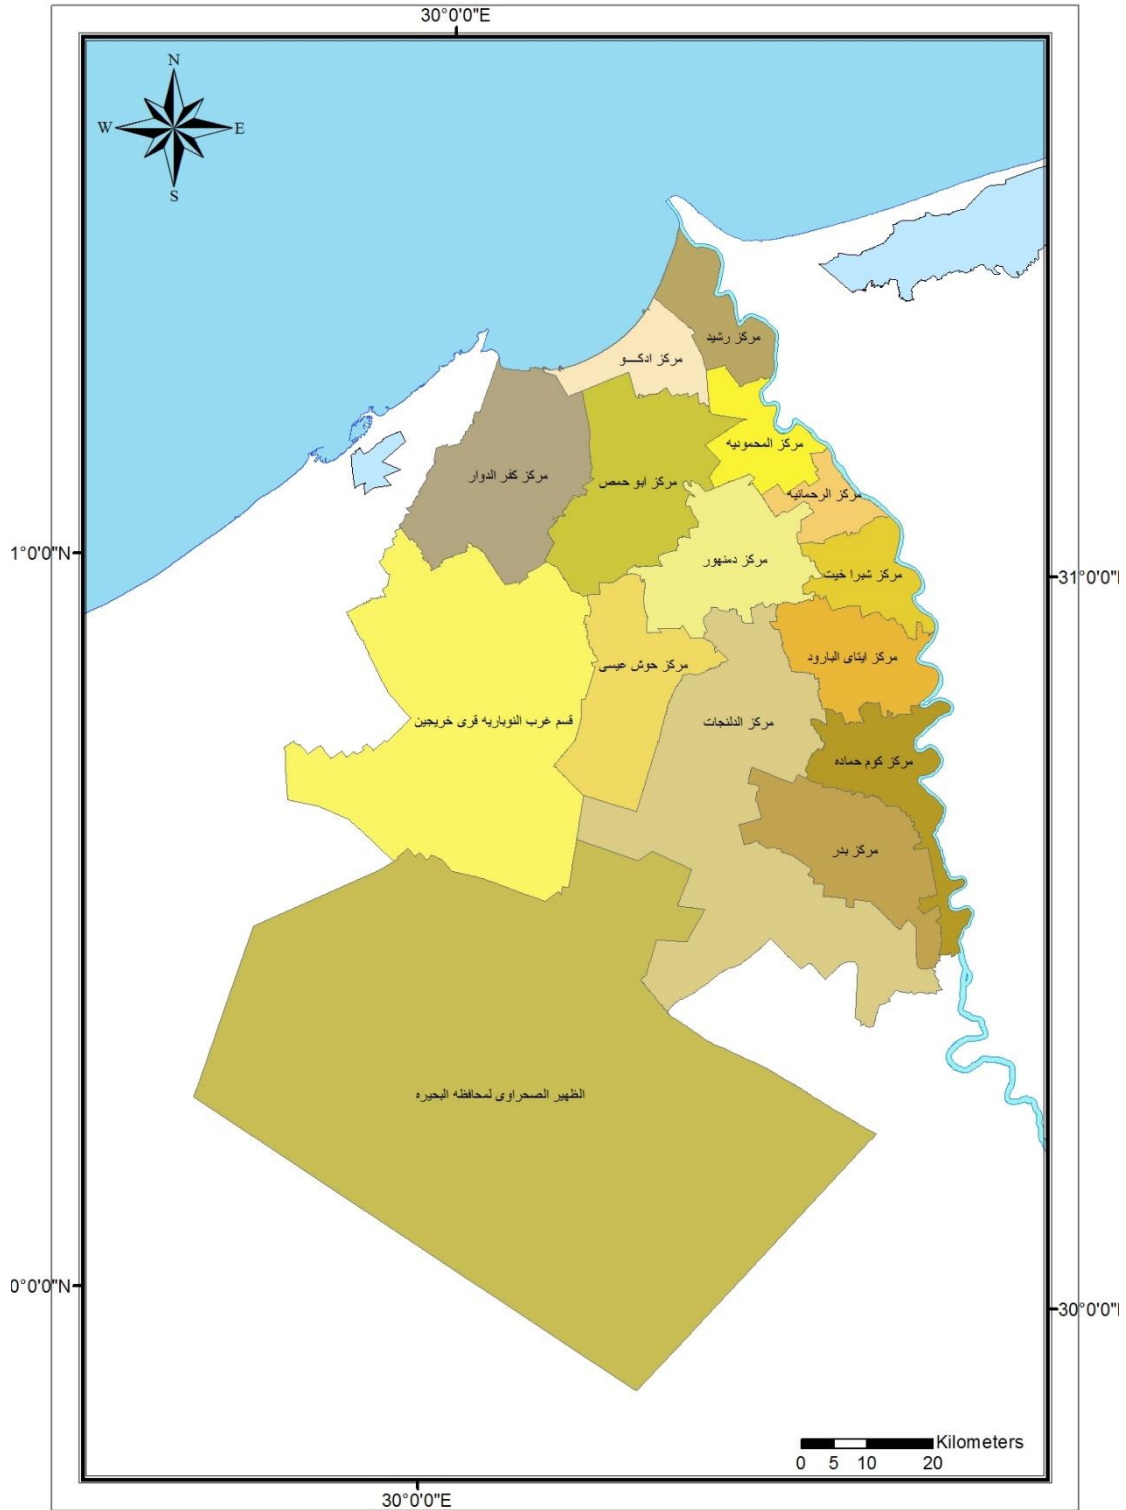 30°0'0"E
N
W
E
S
مركز رشيد
مركز ادكـــو
مركز المحموديه
مركز كفر الدوار
مركز ابو حمص
مركز الرحمانيه
1°0'0"N
مركز دمنهور
مركز شبرا خيت
31°0'0"
مركز ايتاى البارود
مركز حوش عيسى
قسم غرب النوباريه قرى خريجين
مركز الدلنجات
مركز كوم حماده
مركز بدر
الظهير الصحراوى لمحافظه البحيره
0°0'0"N
30°0'0"
Kilometers
0 5 10 20
30°0'0"E